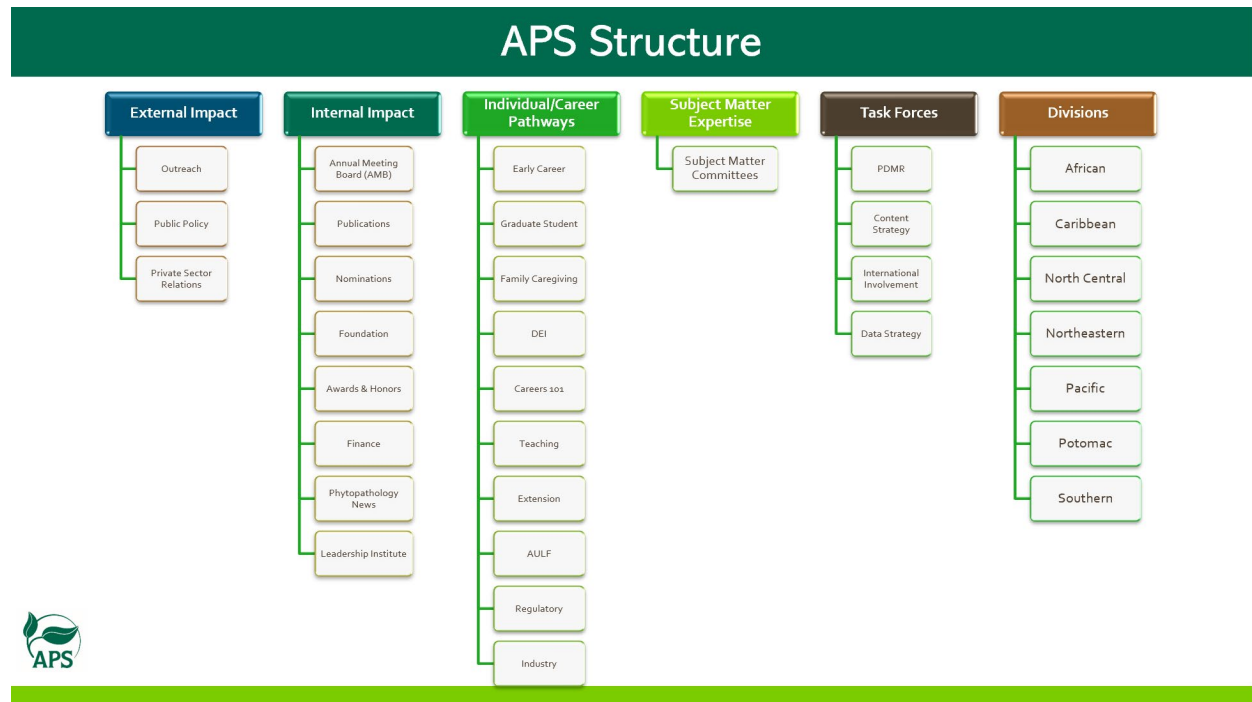 APS Structure
External Impact
Outreach
Public Policy
Private Sector
Relations
Internal Impact
Annual Meeting
Board (AMB)
Publications
Nominations
Foundation
Awards & Honors
Finance
Phytopathology
News
Leadership Institute
Individual/Career
Pathways
Early Career
Graduate Student
Family Caregiving
DEI
Careers 101
Teaching
Extension
AULF
Regulatory
Industry
Subject Matter
Expertise
Subject Matter
Committees
Task Forces
PDMR
Content
Strategy
International
Involvement
Data Strategy
Divisions
African
Caribbean
North Central
Northeastern
Pacific
Potomac
Southern
APS